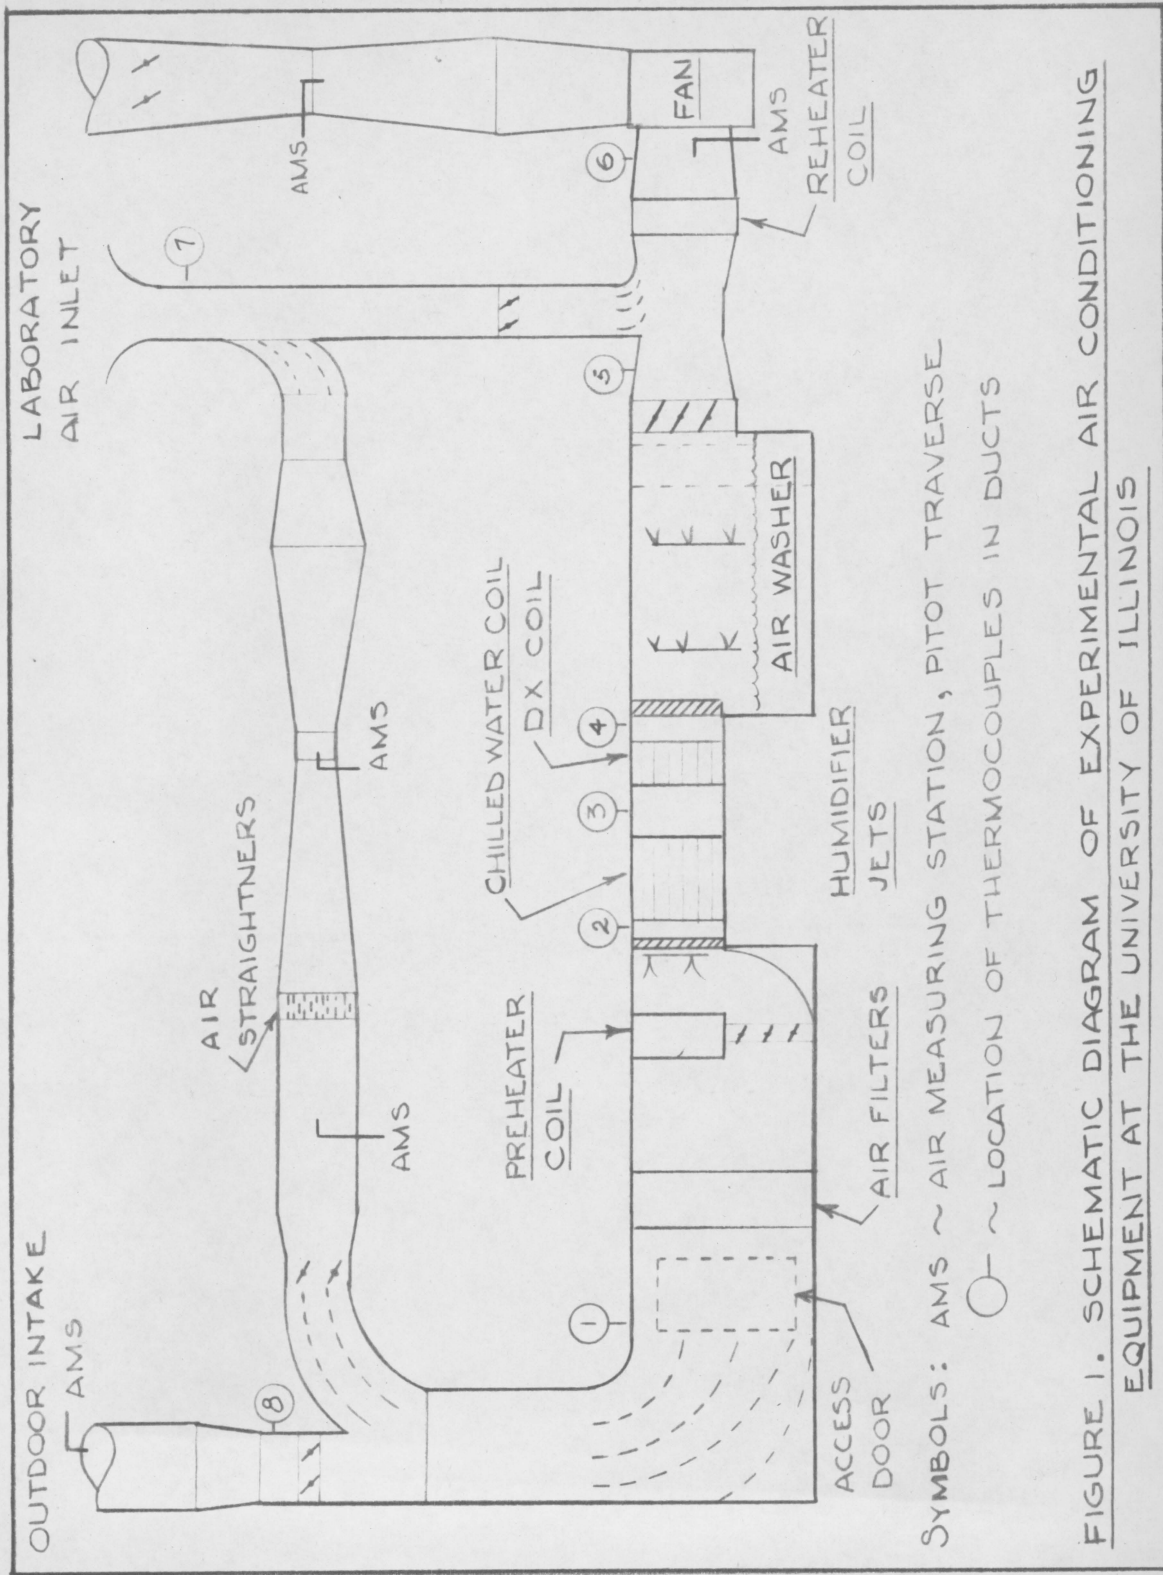 OUTDOOR INTAKE
AMS
LABORATORY
AIR INLET
8
7
AIR
STRAIGHTNERS
AMS
AMS
AMS
PREHEATER
COIL
CHILLED WATER COIL
DX COIL
1
2
3
4
5
6
FAN
AMS
REHEATER
COIL
AIR WASHER
ACCESS
DOOR
AIR FILTERS
HUMIDIFIER
JETS
SYMBOLS: AMS ~ AIR MEASURING STATION, PITOT TRAVERSE
~ LOCATION OF THERMOCOUPLES IN DUCTS
FIGURE 1. SCHEMATIC DIAGRAM OF EXPERIMENTAL AIR CONDITIONING
EQUIPMENT AT THE UNIVERSITY OF ILLINOIS